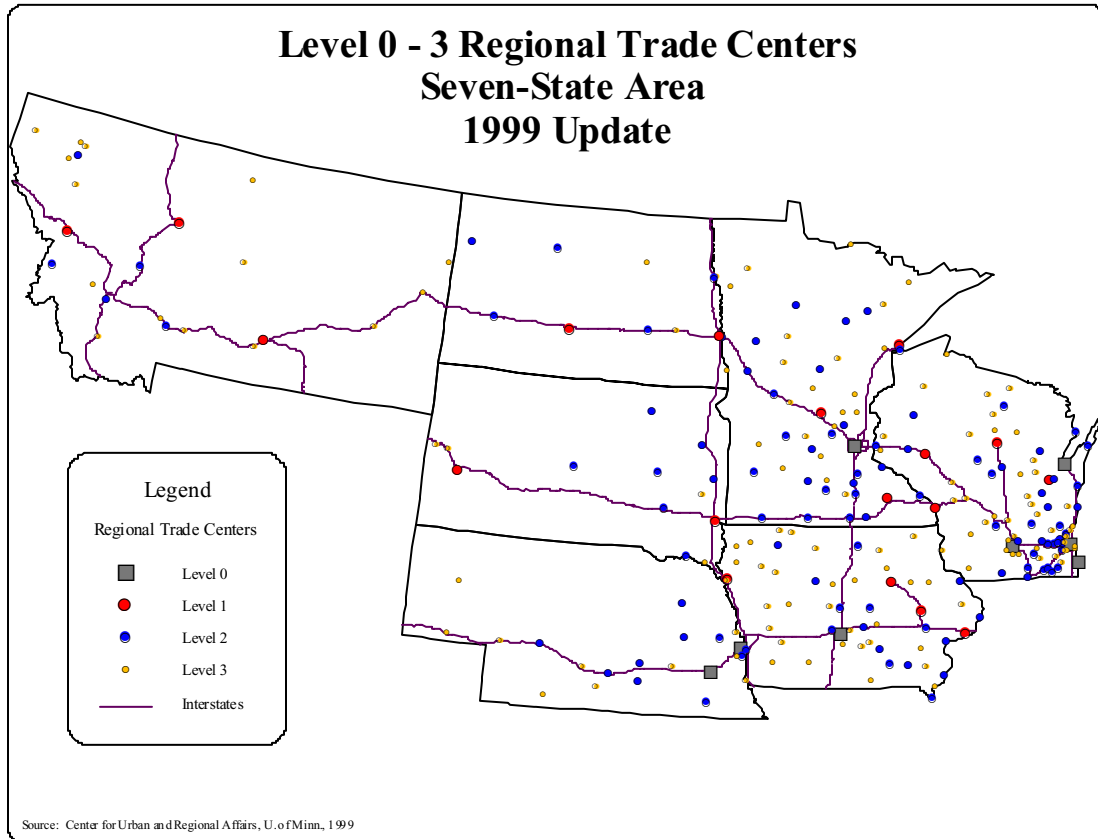 Level 0 - 3 Regional Trade Centers
Seven-State Area
1999 Update
Legend
Regional Trade Centers
Level 0
Level 1
Level 2
Level 3
Interstates
Source: Center for Urban and Regional Affairs, U. of Minn., 1999